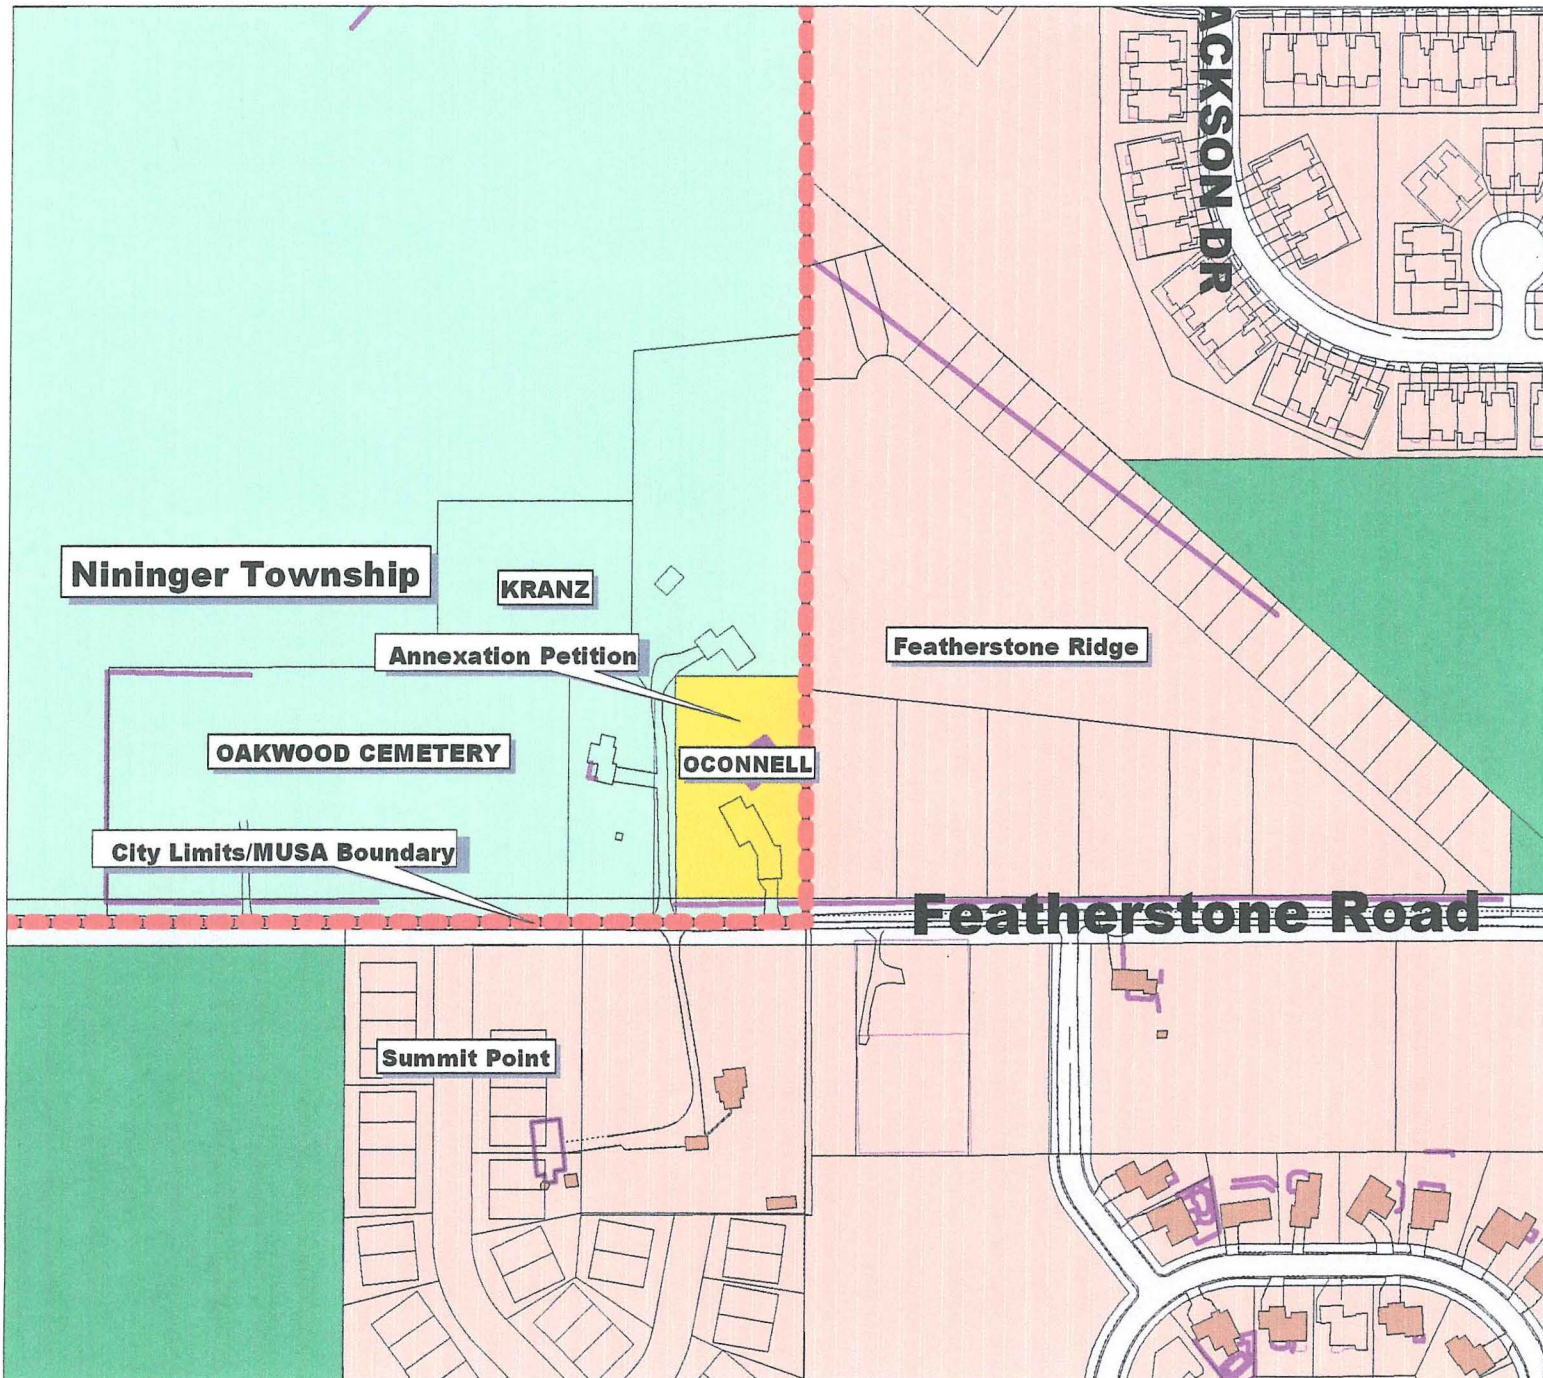 ACKSON DR
Nininger Township
KRANZ
Annexation Petition
Featherstone Ridge
OAKWOOD CEMETERY
OCONNELL
City Limits/MUSA Boundary
Featherstone Road
Summit Point